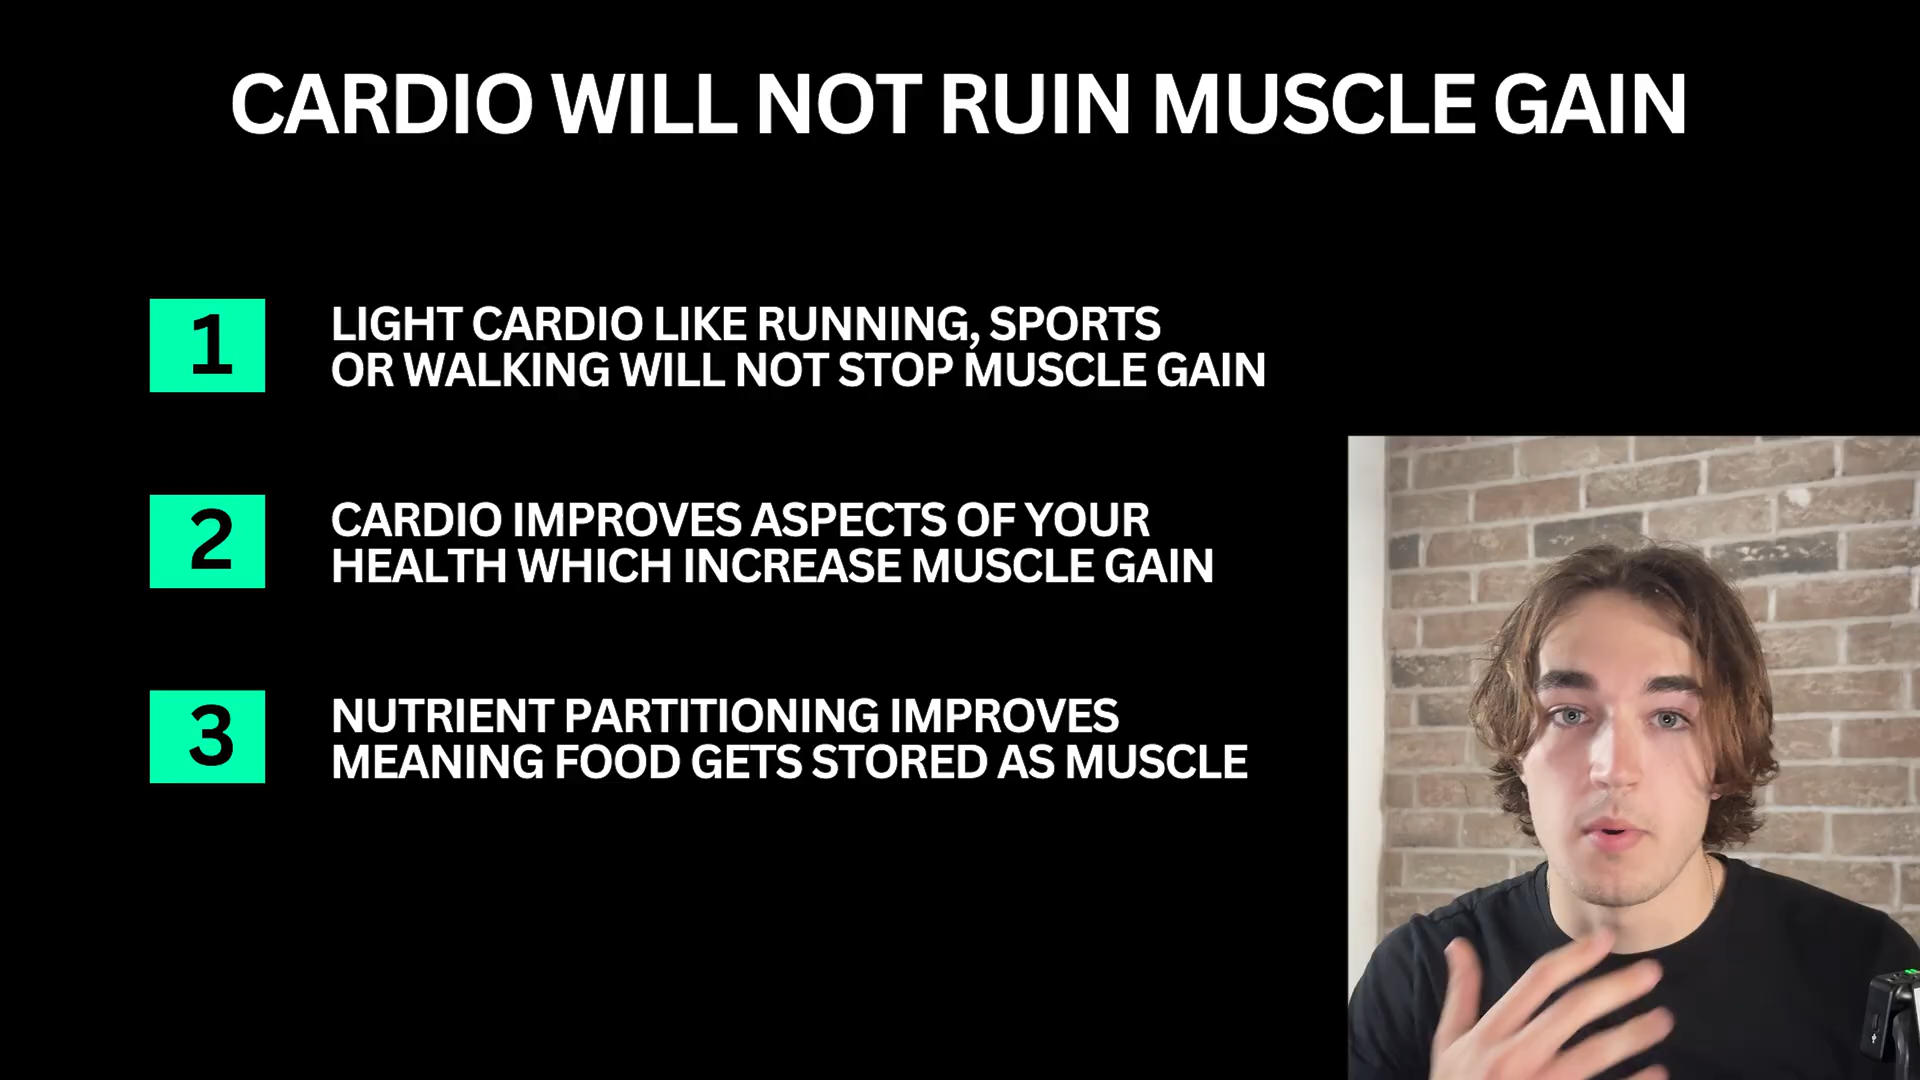 CARDIO WILL NOT RUIN MUSCLE GAIN
1
LIGHT CARDIO LIKE RUNNING, SPORTS
OR WALKING WILL NOT STOP MUSCLE GAIN
2
CARDIO IMPROVES ASPECTS OF YOUR
HEALTH WHICH INCREASE MUSCLE GAIN
3
NUTRIENT PARTITIONING IMPROVES
MEANING FOOD GETS STORED AS MUSCLE